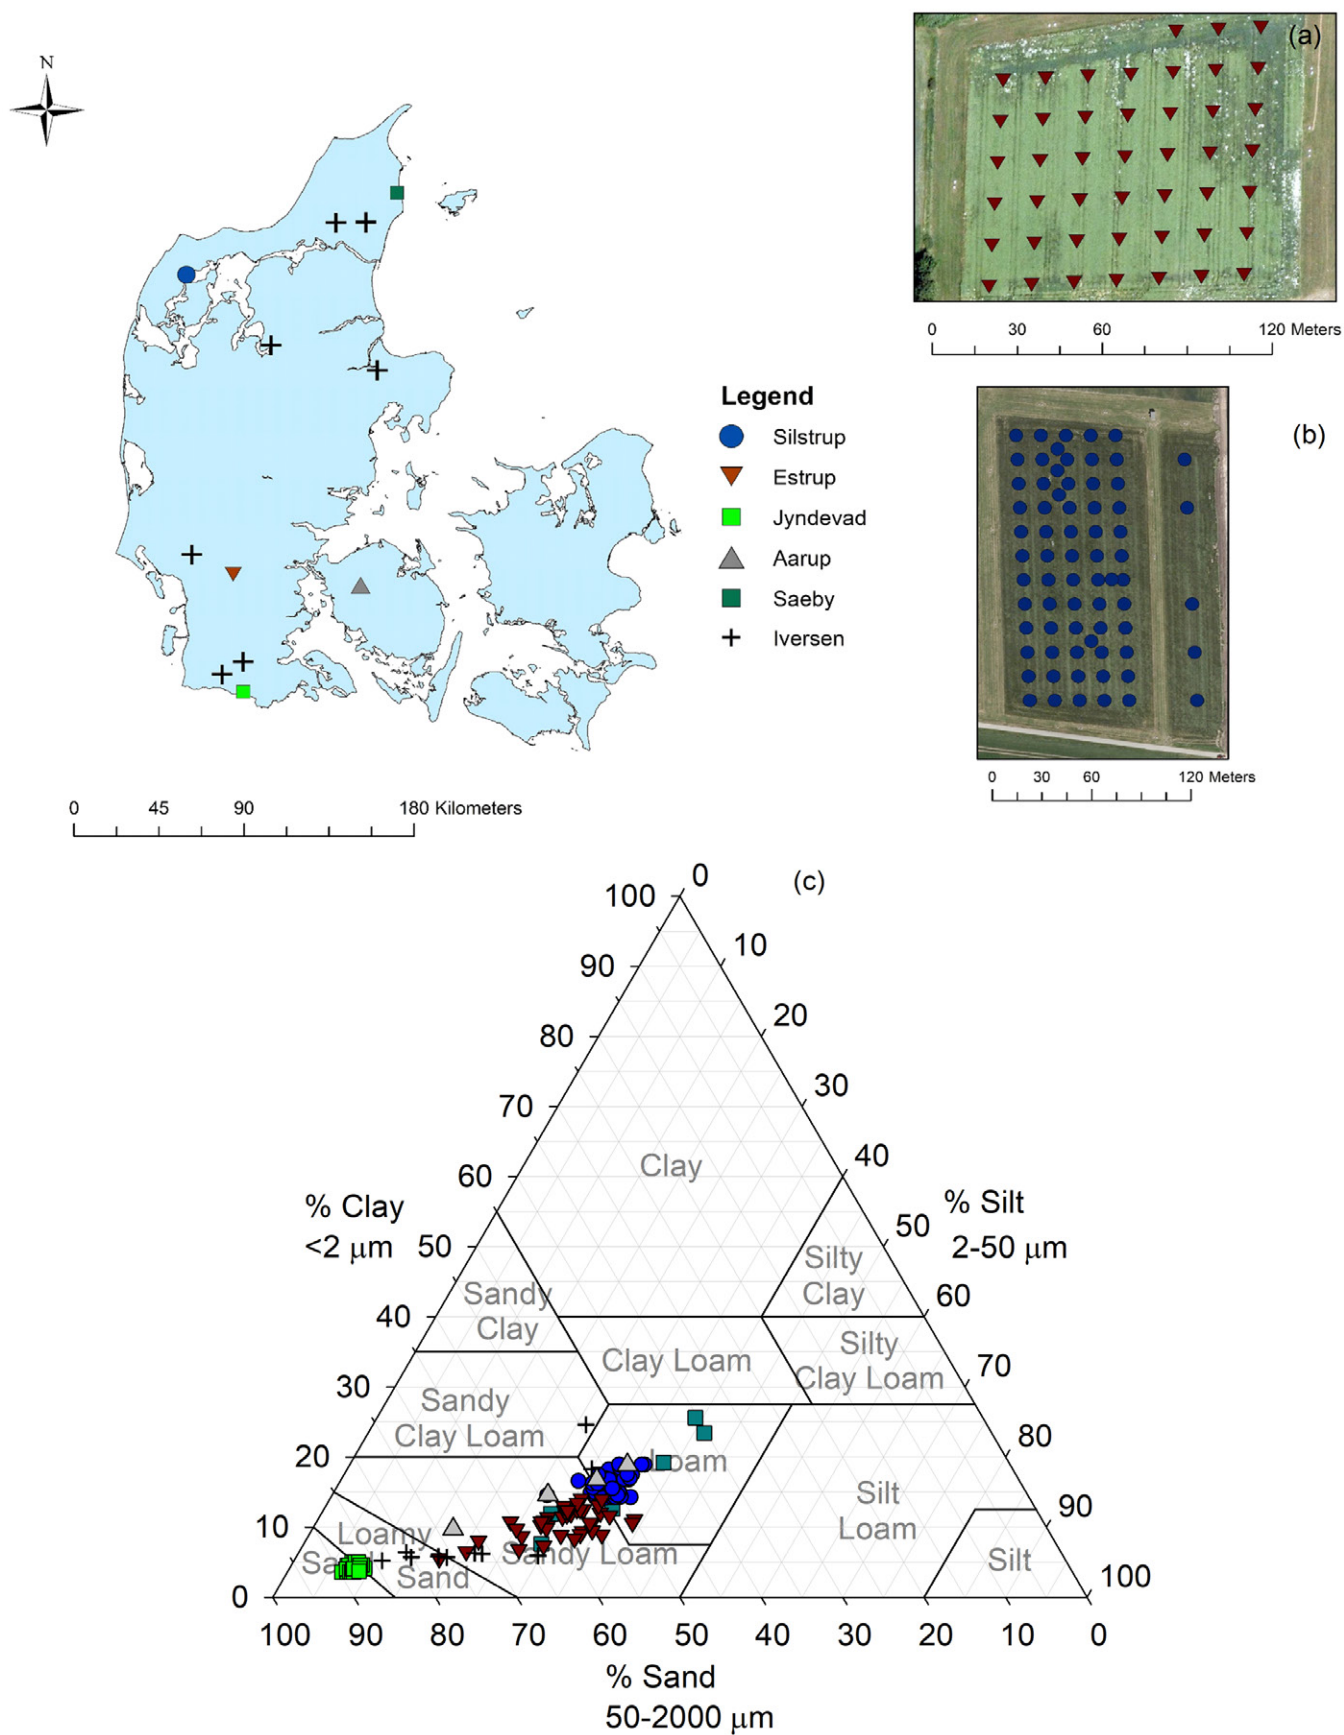 N
(a)
0 30 60 120 Meters
Legend
Silstrup
Estrup
Jyndevad
Aarup
Saeby
Iversen
(b)
0 30 60 120 Meters
0 45 90 180 Kilometers
(c)
100 0
90 10
80 20
70 30
60 40
50 50
40 60
30 70
20 80
10 90
0 100
% Clay
<2 µm
% Silt
2-50 µm
Clay
Silty
Clay
Sandy
Clay
Clay Loam
Silty
Clay Loam
Sandy
Clay Loam
Loam
Silt
Loam
Loamy
Sand
Sand
Sandy Loam
Silt
100 90 80 70 60 50 40 30 20 10 0
% Sand
50-2000 µm